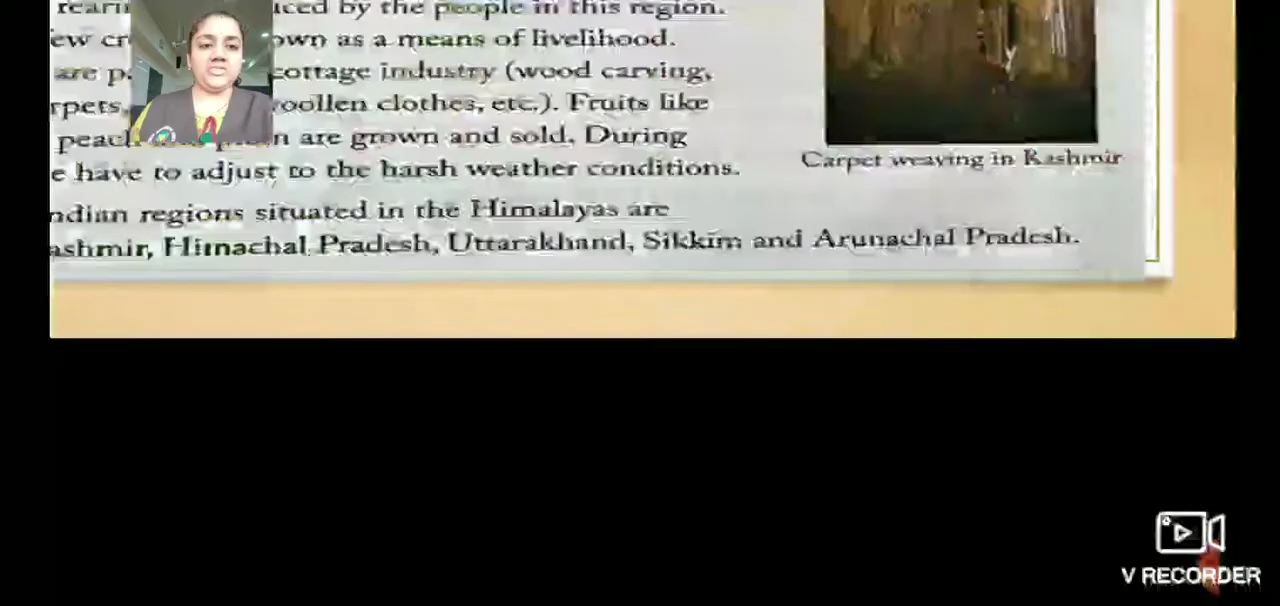 by the people in this region.
own as a means of livelihood.
are cottage industry (wood carving,
woollen clothes, etc.). Fruits like
are grown and sold. During
e have to adjust to the harsh weather conditions.
ndian regions situated in the Himalayas are
ashmir, Himachal Pradesh, Uttarakhand, Sikkim and Arunachal Pradesh.
Carpet weaving in Kashmir
V RECORDER